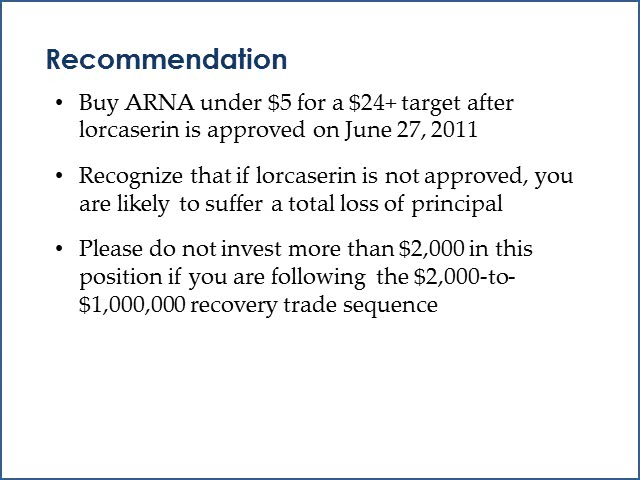 Recommendation
• Buy ARNA under $5 for a $24+ target after
lorcaserin is approved on June 27, 2011
• Recognize that if lorcaserin is not approved, you
are likely to suffer a total loss of principal
• Please do not invest more than $2,000 in this
position if you are following the $2,000-to-
$1,000,000 recovery trade sequence